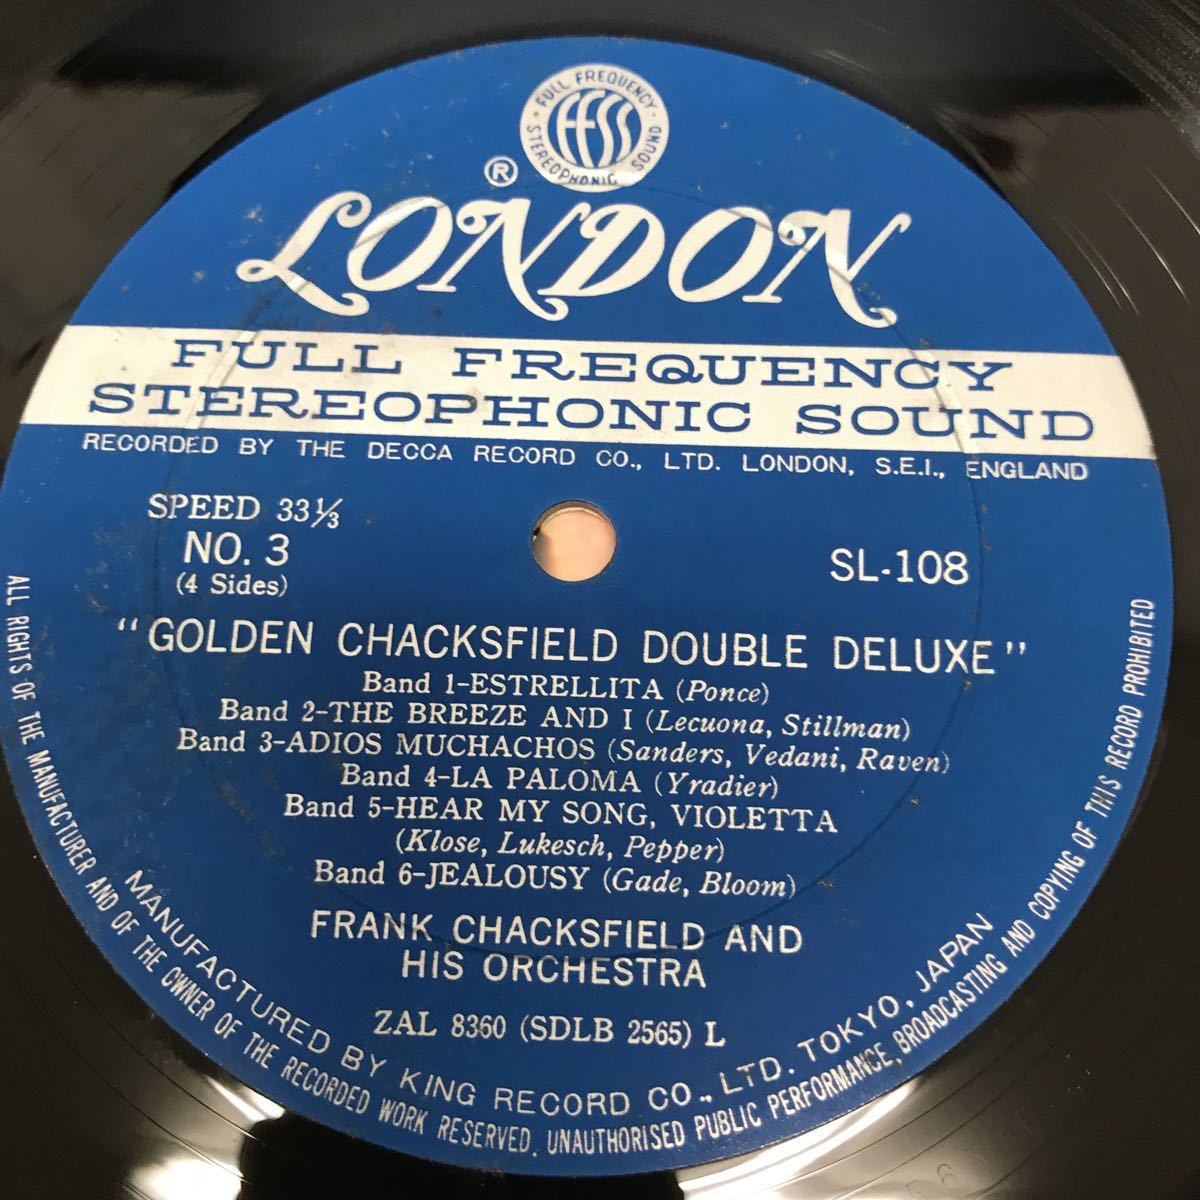 FULL FREQUENCY
FFSS
STEREOPHONIC SOUND
®
LONDON
FULL FREQUENCY
STEREOPHONIC SOUND
RECORDED BY THE DECCA RECORD CO., LTD. LONDON, S.E.I., ENGLAND
SPEED 33⅓
NO. 3
(4 Sides)
SL-108
"GOLDEN CHACKSFIELD DOUBLE DELUXE"
Band 1-ESTRELLITA (Ponce)
Band 2-THE BREEZE AND I (Lecuona, Stillman)
Band 3-ADIOS MUCHACHOS (Sanders, Vedani, Raven)
Band 4-LA PALOMA (Yradier)
Band 5-HEAR MY SONG, VIOLETTA
(Klose, Lukesch, Pepper)
Band 6-JEALOUSY (Gade, Bloom)
FRANK CHACKSFIELD AND
HIS ORCHESTRA
ZAL 8360 (SDLB 2565) L
MANUFACTURED BY KING RECORD CO., LTD. TOKYO, JAPAN
ALL RIGHTS OF THE MANUFACTURER AND OF THE OWNER OF THE RECORDED WORK RESERVED. UNAUTHORISED PUBLIC PERFORMANCE, BROADCASTING AND COPYING OF THIS RECORD PROHIBITED